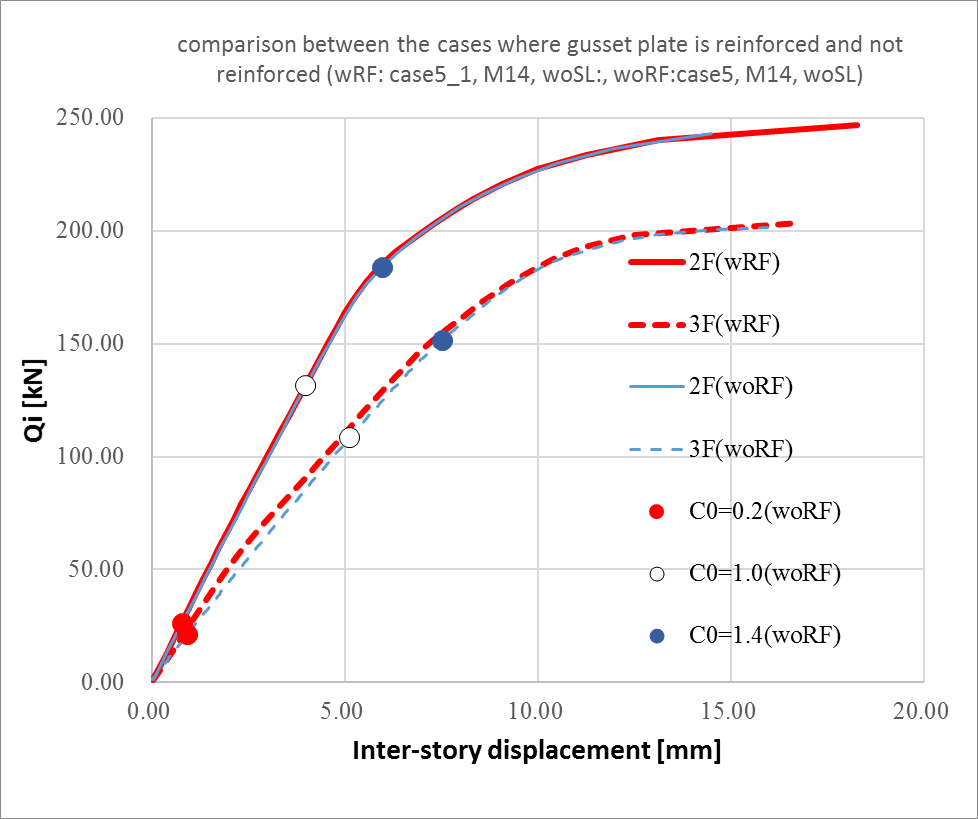 comparison between the cases where gusset plate is reinforced and not
reinforced (wRF: case5_1, M14, woSL:, woRF:case5, M14, woSL)
250.00
200.00
150.00
100.00
50.00
0.00
Qi [kN]
2F(wRF)
3F(wRF)
2F(woRF)
3F(woRF)
C0=0.2(woRF)
C0=1.0(woRF)
C0=1.4(woRF)
0.00 5.00 10.00 15.00 20.00
Inter-story displacement [mm]